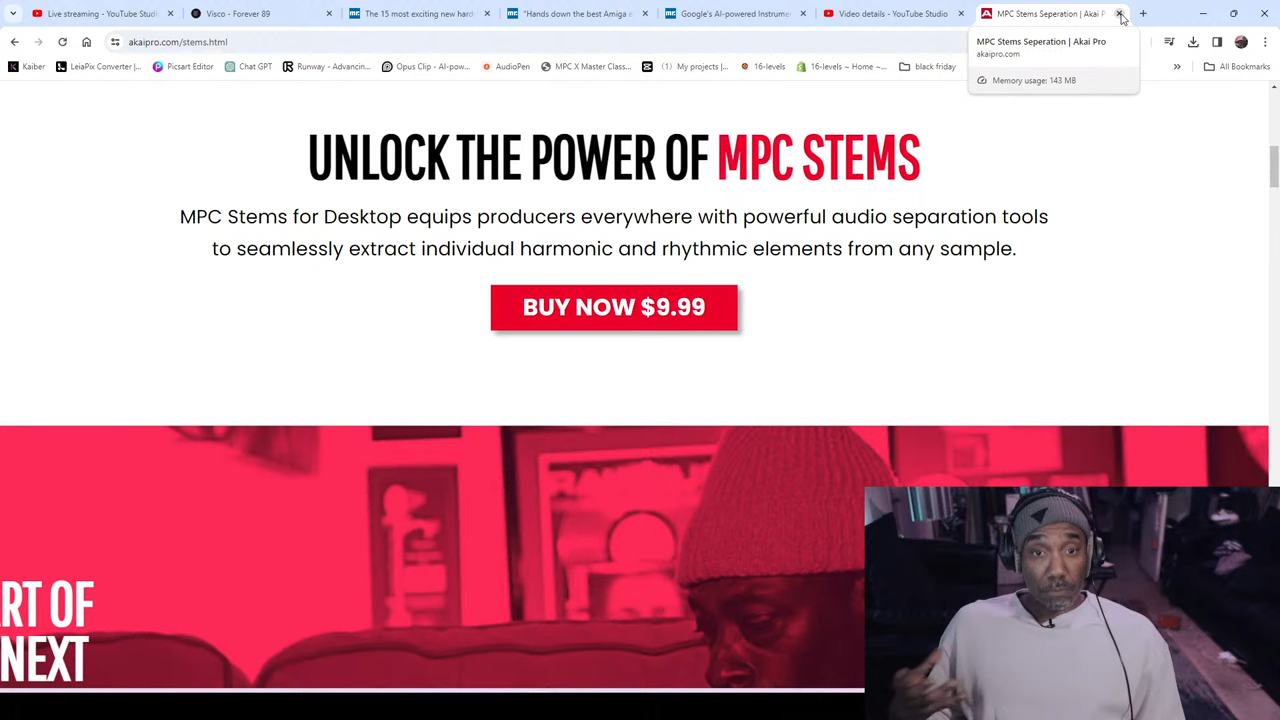 Live streaming - YouTube Studi
Visco - Forever 89
The 15 most exciting new hard
"Hands down the best Amiga e
Google's AI-powered Instrumen
Video details - YouTube Studio
MPC Stems Seperation | Akai P
akaipro.com/stems.html
MPC Stems Seperation | Akai Pro
akaipro.com
Memory usage: 143 MB
Kaiber
LeiaPix Converter |...
Picsart Editor
Chat GPT
Runway - Advancin...
Opus Clip - AI-pow...
AudioPen
MPC X Master Class...
(1) My projects |...
16-levels
16-levels ~ Home ~...
black friday
»
All Bookmarks
UNLOCK THE POWER OF MPC STEMS
MPC Stems for Desktop equips producers everywhere with powerful audio separation tools
to seamlessly extract individual harmonic and rhythmic elements from any sample.
BUY NOW $9.99
RT OF
NEXT